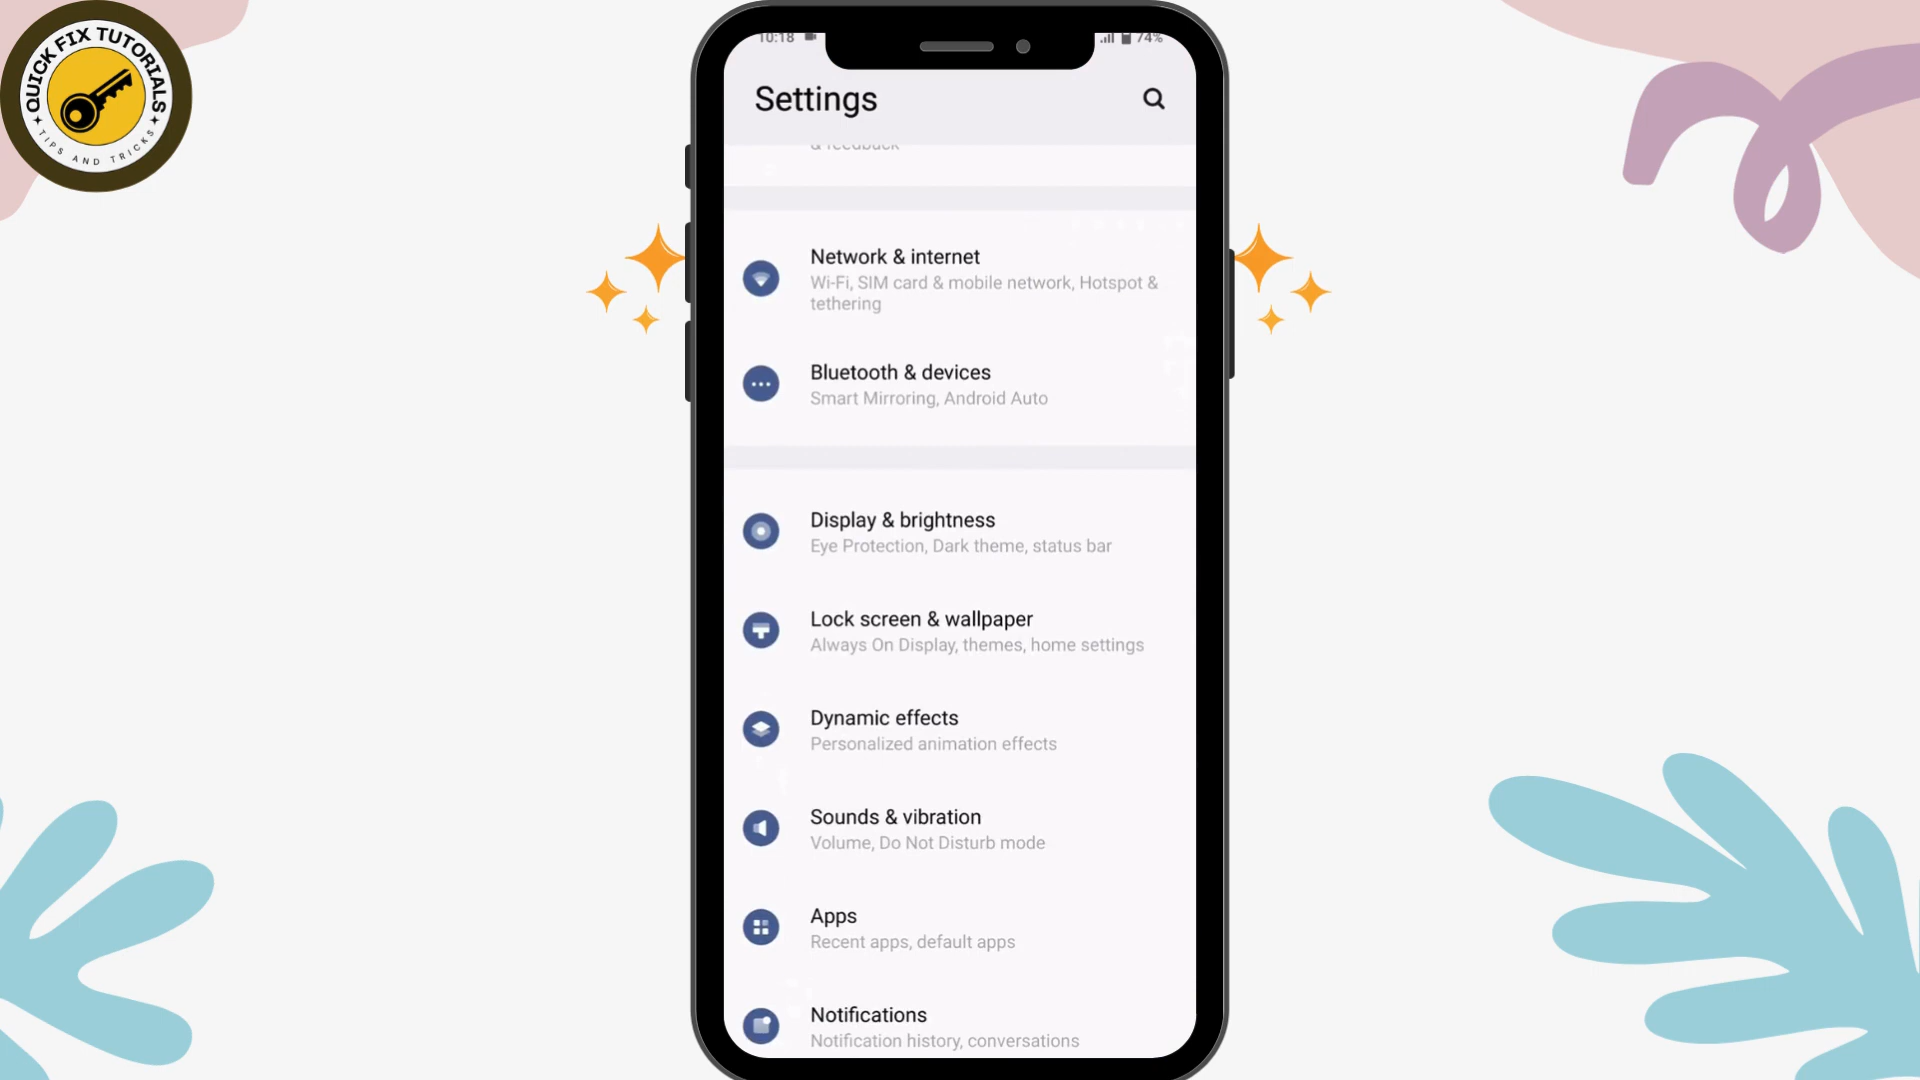 QUICK FIX TUTORIALS
TIPS AND TRICKS
10:18
74%
Settings
& feedback
Network & internet
Wi-Fi, SIM card & mobile network, Hotspot &
tethering
Bluetooth & devices
Smart Mirroring, Android Auto
Display & brightness
Eye Protection, Dark theme, status bar
Lock screen & wallpaper
Always On Display, themes, home settings
Dynamic effects
Personalized animation effects
Sounds & vibration
Volume, Do Not Disturb mode
Apps
Recent apps, default apps
Notifications
Notification history, conversations